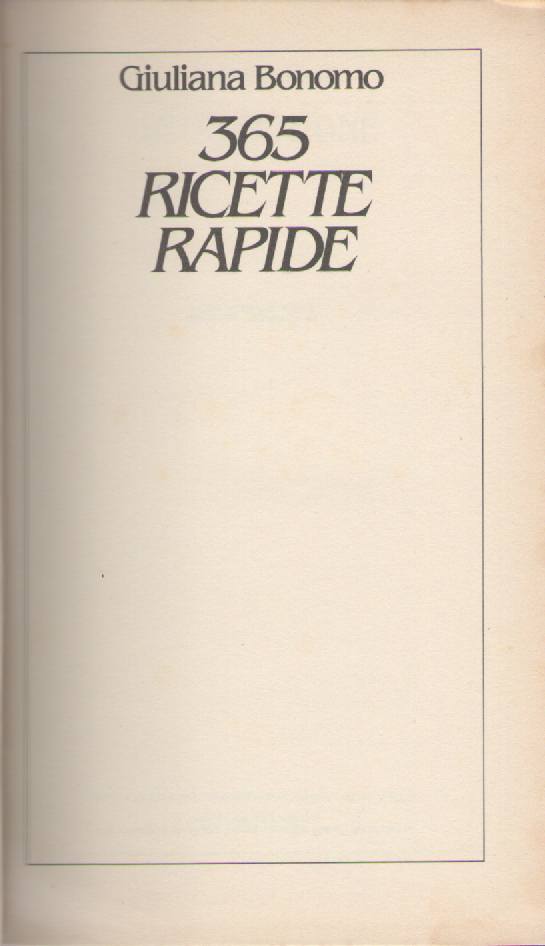 Giuliana Bonomo
365
RICETTE
RAPIDE